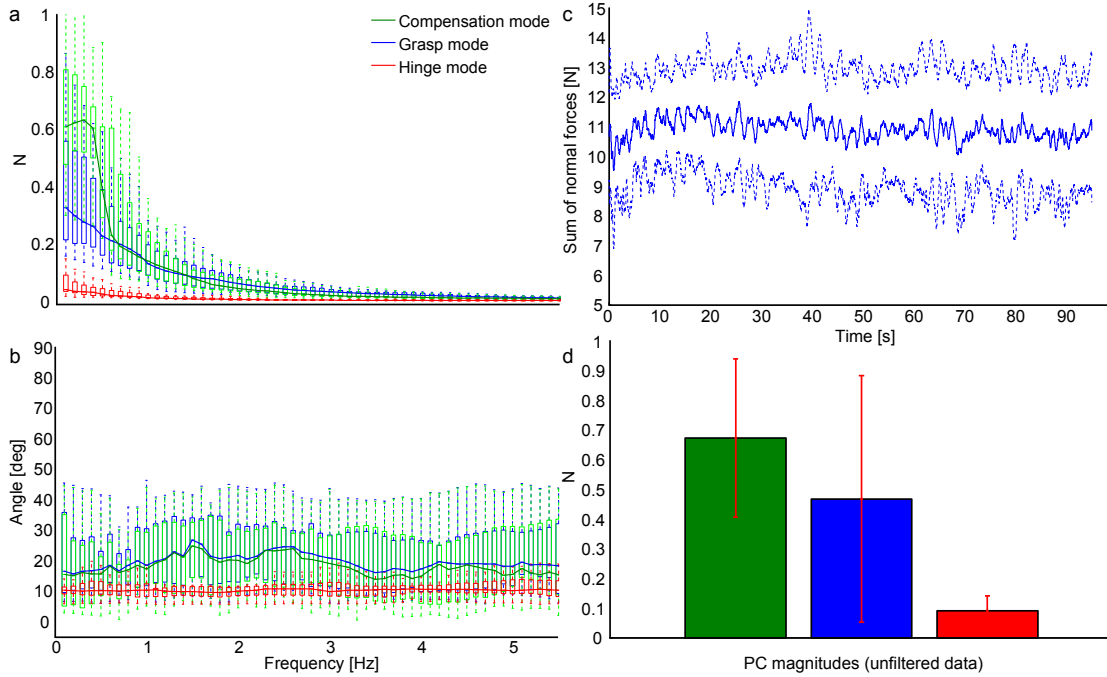 a
1
0.8
0.6
0.4
0.2
0
N
Compensation mode
Grasp mode
Hinge mode
c
15
14
13
12
11
10
9
8
7
6
5
Sum of normal forces [N]
0 10 20 30 40 50 60 70 80 90
Time [s]
b
90
80
70
60
50
40
30
20
10
0
Angle [deg]
0 1 2 3 4 5
Frequency [Hz]
d
1
0.9
0.8
0.7
0.6
0.5
0.4
0.3
0.2
0.1
0
N
PC magnitudes (unfiltered data)